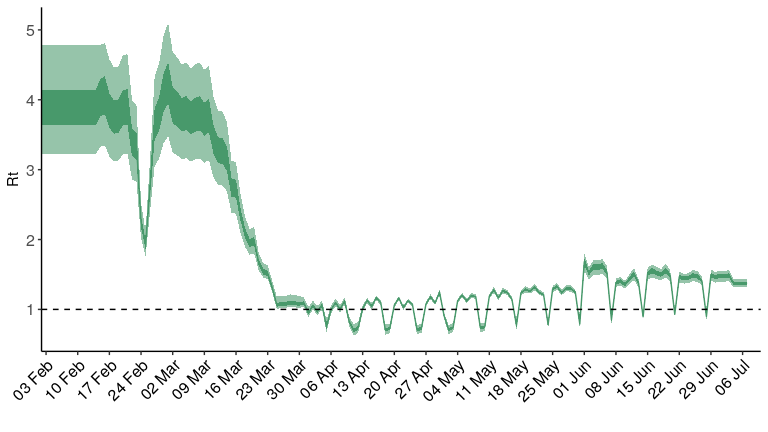 5
4
3
2
1
Rt
03 Feb
10 Feb
17 Feb
24 Feb
02 Mar
09 Mar
16 Mar
23 Mar
30 Mar
06 Apr
13 Apr
20 Apr
27 Apr
04 May
11 May
18 May
25 May
01 Jun
08 Jun
15 Jun
22 Jun
29 Jun
06 Jul